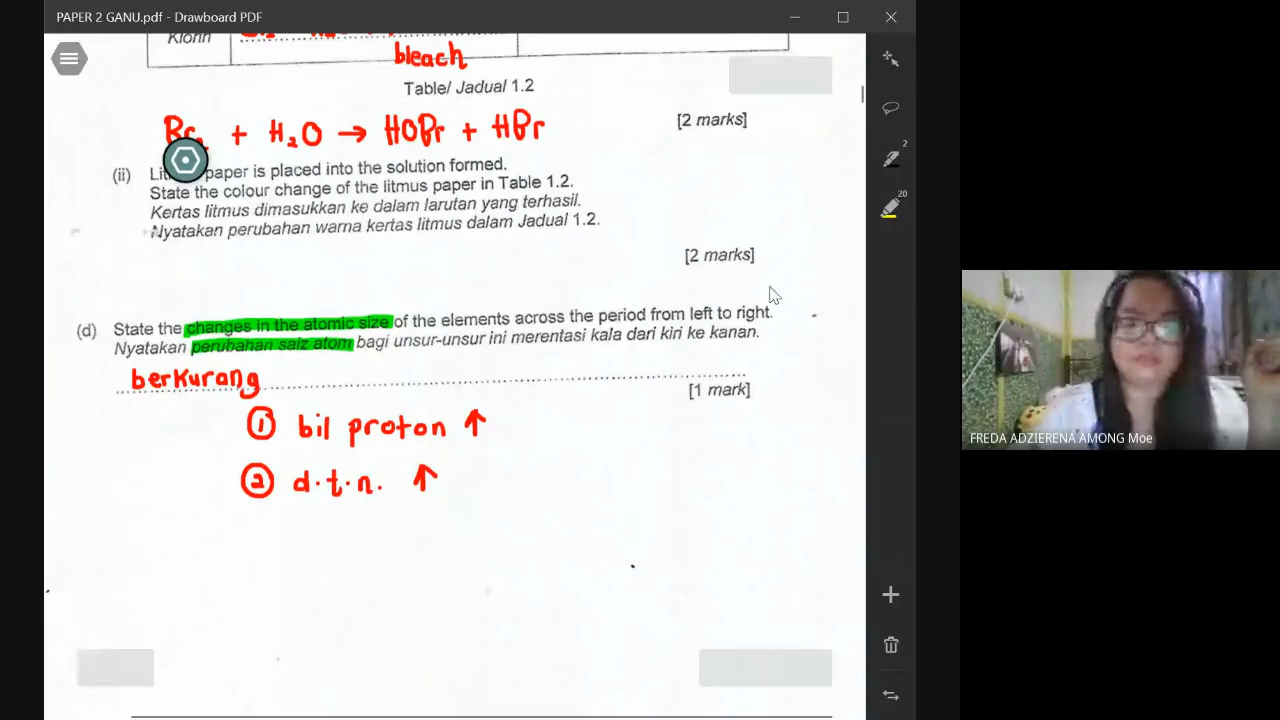 PAPER 2 GANU.pdf - Drawboard PDF
Klorin
bleach
Table/ Jadual 1.2
Br₂ + H₂O → HOBr + HBr
[2 marks]
(ii) paper is placed into the solution formed.
State the colour change of the litmus paper in Table 1.2.
Kertas litmus dimasukkan ke dalam larutan yang terhasil.
Nyatakan perubahan warna kertas litmus dalam Jadual 1.2.
[2 marks]
(d) State the changes in the atomic size of the elements across the period from left to right.
Nyatakan perubahan saiz atom bagi unsur-unsur ini merentasi kala dari kiri ke kanan.
berkurang
[1 mark]
① bil proton ↑
② d.t.n. ↑
2
20
FREDA ADZIERENA AMONG Moe